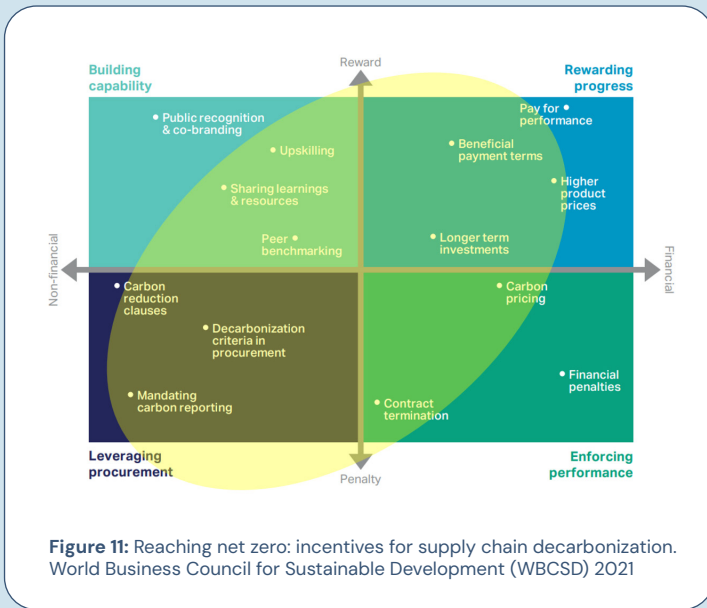 Building
capability
Reward
Rewarding
progress
• Public recognition
& co-branding
Pay for •
performance
• Upskilling
• Beneficial
payment terms
• Sharing learnings
& resources
• Higher
product
prices
Peer •
benchmarking
• Longer term
investments
Non-financial
Financial
• Carbon
reduction
clauses
• Carbon
pricing
• Decarbonization
criteria in
procurement
• Financial
penalties
• Mandating
carbon reporting
• Contract
termination
Leveraging
procurement
Penalty
Enforcing
performance
Figure 11: Reaching net zero: incentives for supply chain decarbonization.
World Business Council for Sustainable Development (WBCSD) 2021